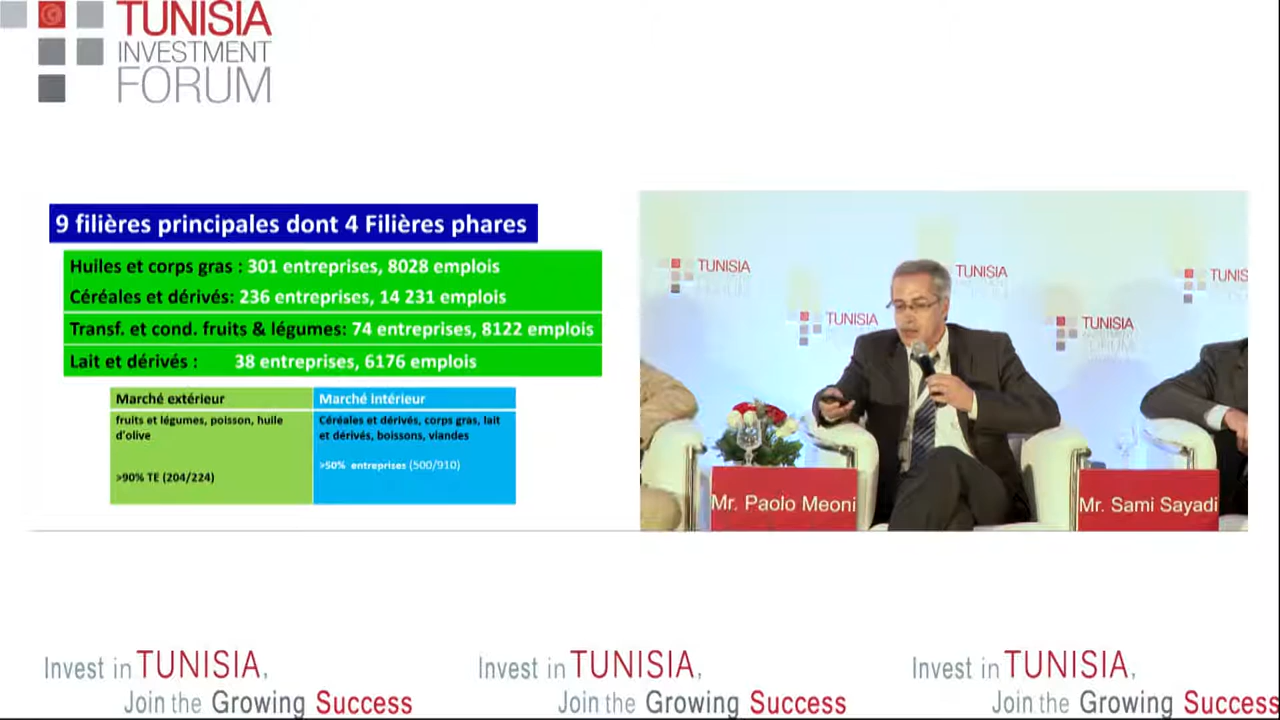 TUNISIA
INVESTMENT
FORUM
9 filières principales dont 4 Filières phares
Huiles et corps gras : 301 entreprises, 8028 emplois
Céréales et dérivés: 236 entreprises, 14 231 emplois
Transf. et cond. fruits & légumes: 74 entreprises, 8122 emplois
Lait et dérivés : 38 entreprises, 6176 emplois
Marché extérieur
fruits et légumes, poisson, huile
d'olive
>90% TE (204/224)
Marché intérieur
Céréales et dérivés, corps gras, lait
et dérivés, boissons, viandes
>50% entreprises (500/910)
TUNISIA
TUNISIA
TUNIS
TUNISIA
TUNISIA
Mr. Paolo Meoni
Mr. Sami Sayadi
Invest in TUNISIA,
Join the Growing Success
Invest in TUNISIA,
Join the Growing Success
Invest in TUNISIA,
Join the Growing Success